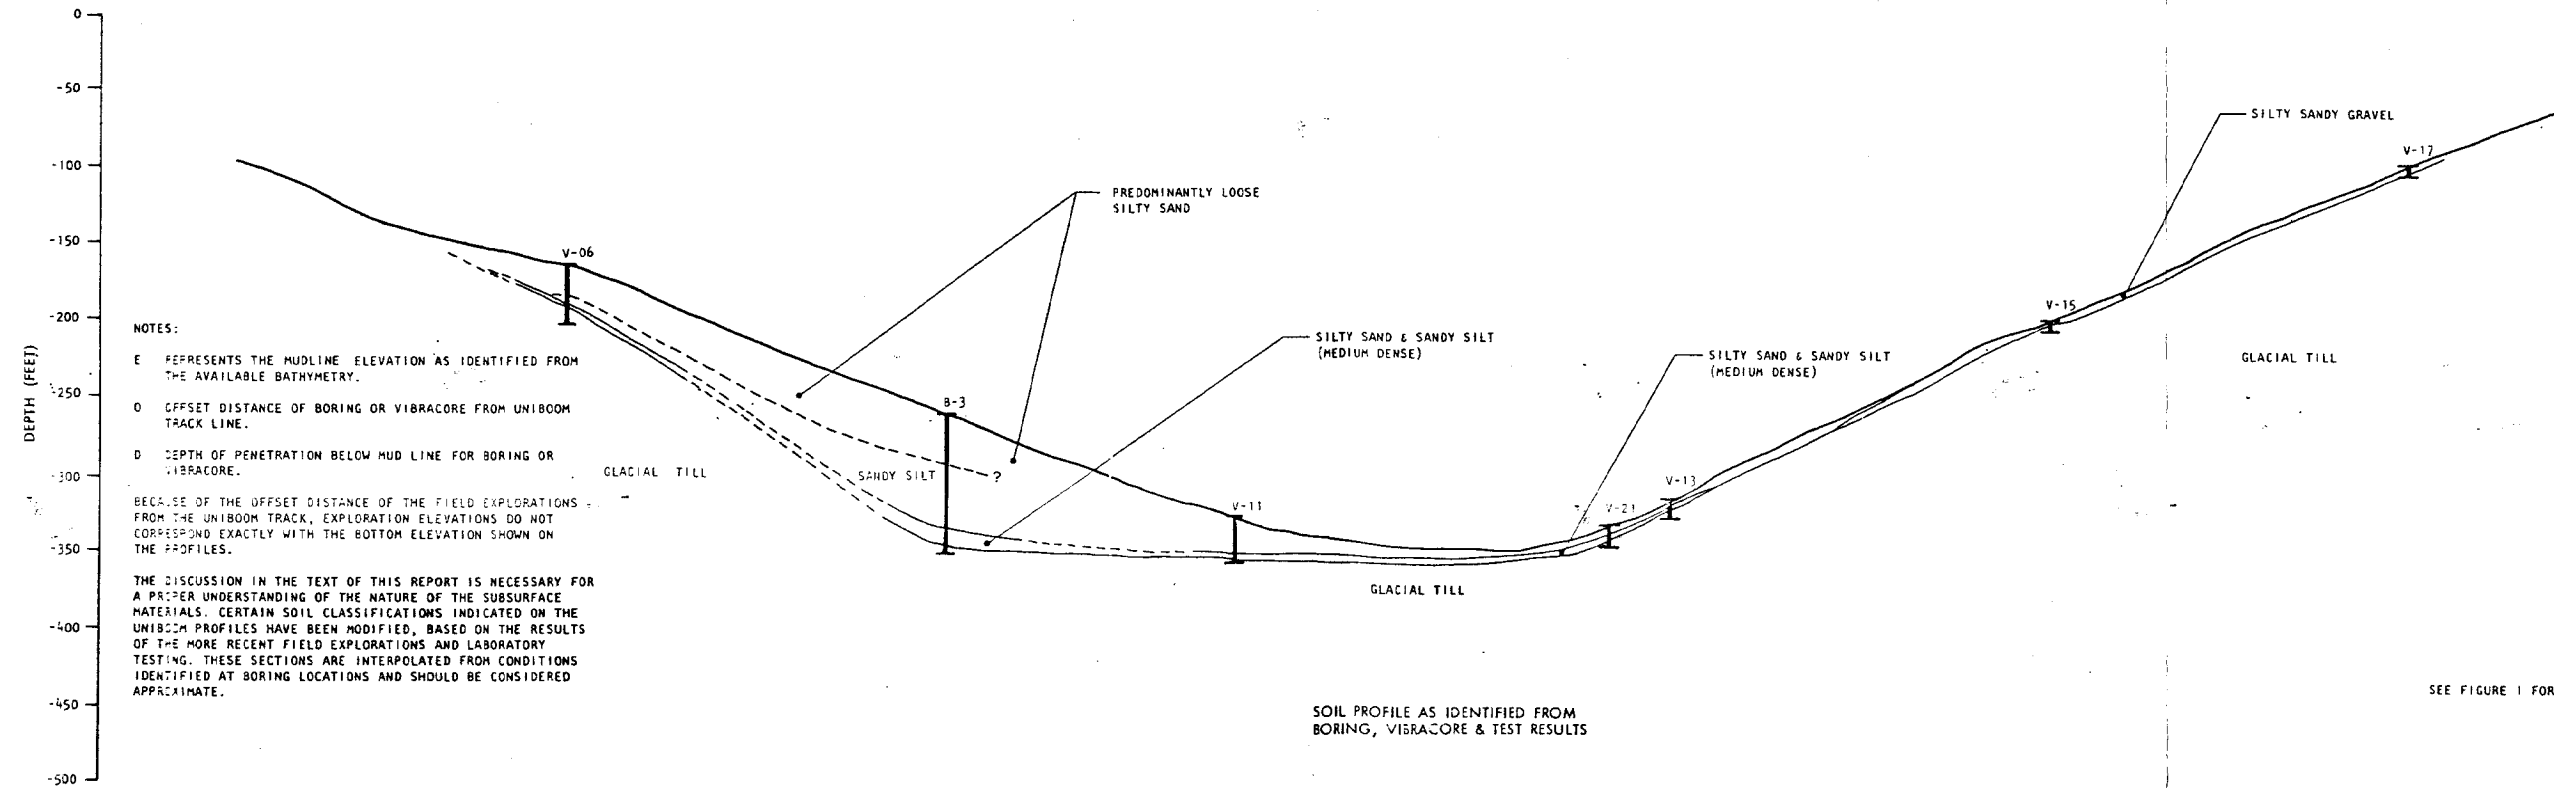 0
-50
-100
-150
-200
-250
-300
-350
-400
-450
-500
DEPTH (FEET)
V-06
B-3
V-11
V-21
V-13
V-15
V-17
PREDOMINANTLY LOOSE
SILTY SAND
SILTY SAND & SANDY SILT
(MEDIUM DENSE)
SILTY SAND & SANDY SILT
(MEDIUM DENSE)
SILTY SANDY GRAVEL
GLACIAL TILL
SANDY SILT
?
GLACIAL TILL
GLACIAL TILL
NOTES:
E REPRESENTS THE MUDLINE ELEVATION AS IDENTIFIED FROM
THE AVAILABLE BATHYMETRY.
O OFFSET DISTANCE OF BORING OR VIBRACORE FROM UNIBOOM
TRACK LINE.
D DEPTH OF PENETRATION BELOW MUD LINE FOR BORING OR
VIBRACORE.
BECAUSE OF THE OFFSET DISTANCE OF THE FIELD EXPLORATIONS
FROM THE UNIBOOM TRACK, EXPLORATION ELEVATIONS DO NOT
CORRESPOND EXACTLY WITH THE BOTTOM ELEVATION SHOWN ON
THE PROFILES.
THE DISCUSSION IN THE TEXT OF THIS REPORT IS NECESSARY FOR
A PROPER UNDERSTANDING OF THE NATURE OF THE SUBSURFACE
MATERIALS. CERTAIN SOIL CLASSIFICATIONS INDICATED ON THE
UNIBOOM PROFILES HAVE BEEN MODIFIED, BASED ON THE RESULTS
OF THE MORE RECENT FIELD EXPLORATIONS AND LABORATORY
TESTING. THESE SECTIONS ARE INTERPOLATED FROM CONDITIONS
IDENTIFIED AT BORING LOCATIONS AND SHOULD BE CONSIDERED
APPROXIMATE.
SOIL PROFILE AS IDENTIFIED FROM
BORING, VIBRACORE & TEST RESULTS
SEE FIGURE 1 FOR